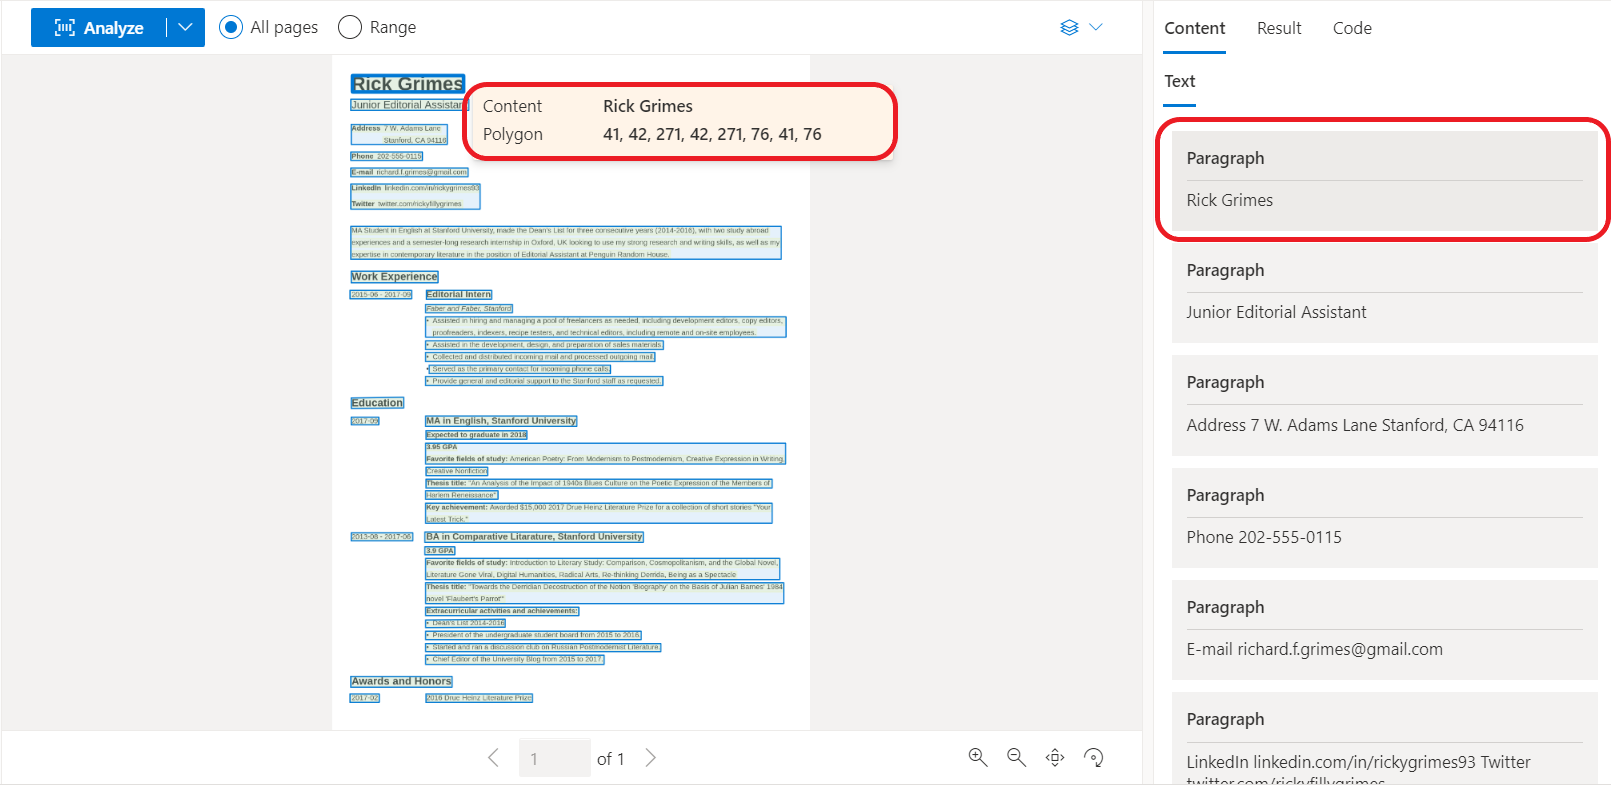 Analyze
All pages
Range
Rick Grimes
Junior Editorial Assistant
Content Rick Grimes
Polygon 41, 42, 271, 42, 271, 76, 41, 76
Address 7 W. Adams Lane
Stanford, CA 94116
Phone 202-555-0115
E-mail richard.f.grimes@gmail.com
LinkedIn linkedin.com/in/rickygrimes93
Twitter twitter.com/rickyfillygrimes
MA Student in English at Stanford University, made the Dean's List for three consecutive years (2014-2016), with two study abroad
experiences and a semester-long research internship in Oxford, UK looking to use my strong research and writing skills, as well as my
expertise in contemporary literature in the position of Editorial Assistant at Penguin Random House.
Work Experience
2015-06 - 2017-09 Editorial Intern
Faber and Faber, Stanford
• Assisted in hiring and managing a pool of freelancers as needed, including development editors, copy editors,
proofreaders, indexers, recipe testers, and technical editors, including remote and on-site employees.
• Assisted in the development, design, and preparation of sales materials.
• Collected and distributed incoming mail and processed outgoing mail.
• Served as the primary contact for incoming phone calls.
• Provide general and editorial support to the Stanford staff as requested.
Education
2017-09 MA in English, Stanford University
Expected to graduate in 2018
3.95 GPA
Favorite fields of study: American Poetry: From Modernism to Postmodernism, Creative Expression in Writing,
Creative Nonfiction
Thesis title: "An Analysis of the Impact of 1940s Blues Culture on the Poetic Expression of the Members of
Harlem Reneissance"
Key achievement: Awarded $15,000 2017 Drue Heinz Literature Prize for a collection of short stories "Your
Latest Trick."
2013-06 - 2017-06 BA in Comparative Litarature, Stanford University
3.9 GPA
Favorite fields of study: Introduction to Literary Study: Comparison, Cosmopolitanism, and the Global Novel,
Literature Gone Viral, Digital Humanities, Radical Arts, Re-thinking Derrida, Being as a Spectacle
Thesis title: "Towards the Derridian Decostruction of the Notion 'Biography' on the Basis of Julian Barnes' 1984
novel 'Flaubert's Parrot'"
Extracurricular activities and achievements:
• Dean's List 2014-2016
• President of the undergraduate student board from 2015 to 2016.
• Started and ran a discussion club on Russian Postmodernist Literature.
• Chief Editor of the University Blog from 2015 to 2017.
Awards and Honors
2017-02 2016 Drue Heinz Literature Prize
1 of 1
Content Result Code
Text
Paragraph
Rick Grimes
Paragraph
Junior Editorial Assistant
Paragraph
Address 7 W. Adams Lane Stanford, CA 94116
Paragraph
Phone 202-555-0115
Paragraph
E-mail richard.f.grimes@gmail.com
Paragraph
LinkedIn linkedin.com/in/rickygrimes93 Twitter
twitter.com/rickyfillygrimes